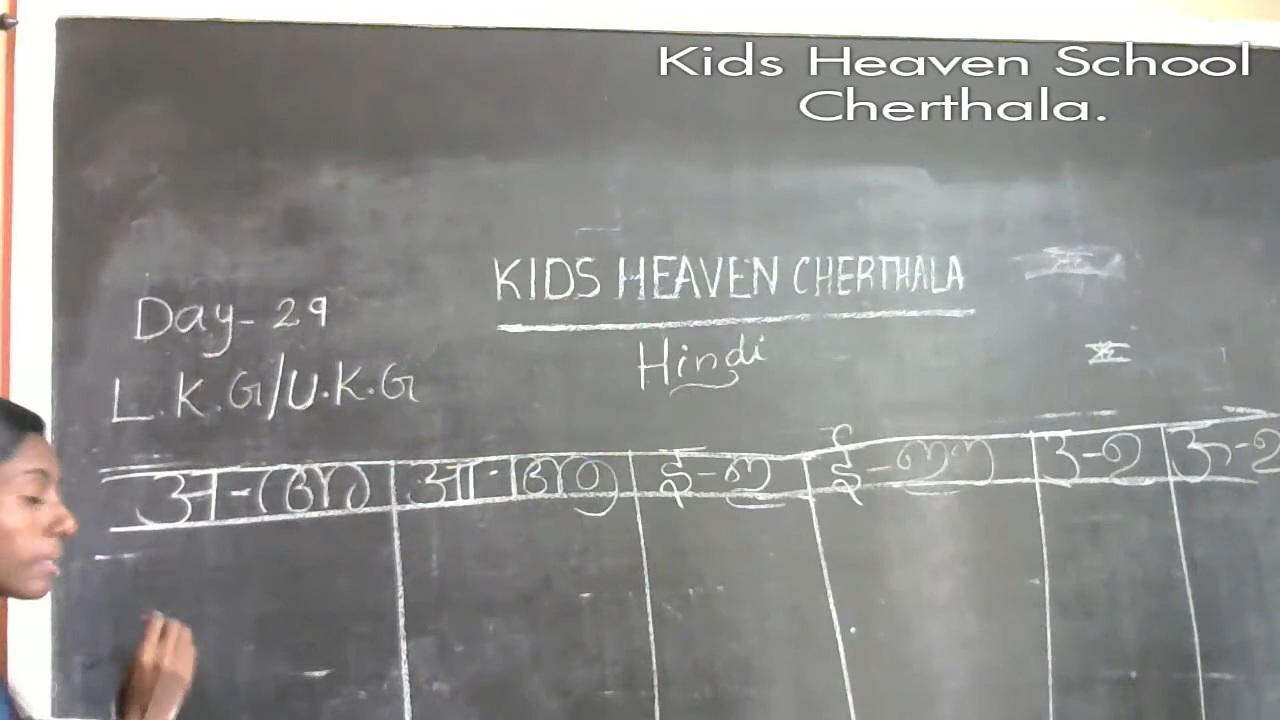 Kids Heaven School
Cherthala.
KIDS HEAVEN CHERTHALA
Day-29
Hindi
L.K.G/U.K.G
अ-അ आ-ആ इ-ഇ ई-ഈ उ-ഉ ऊ-